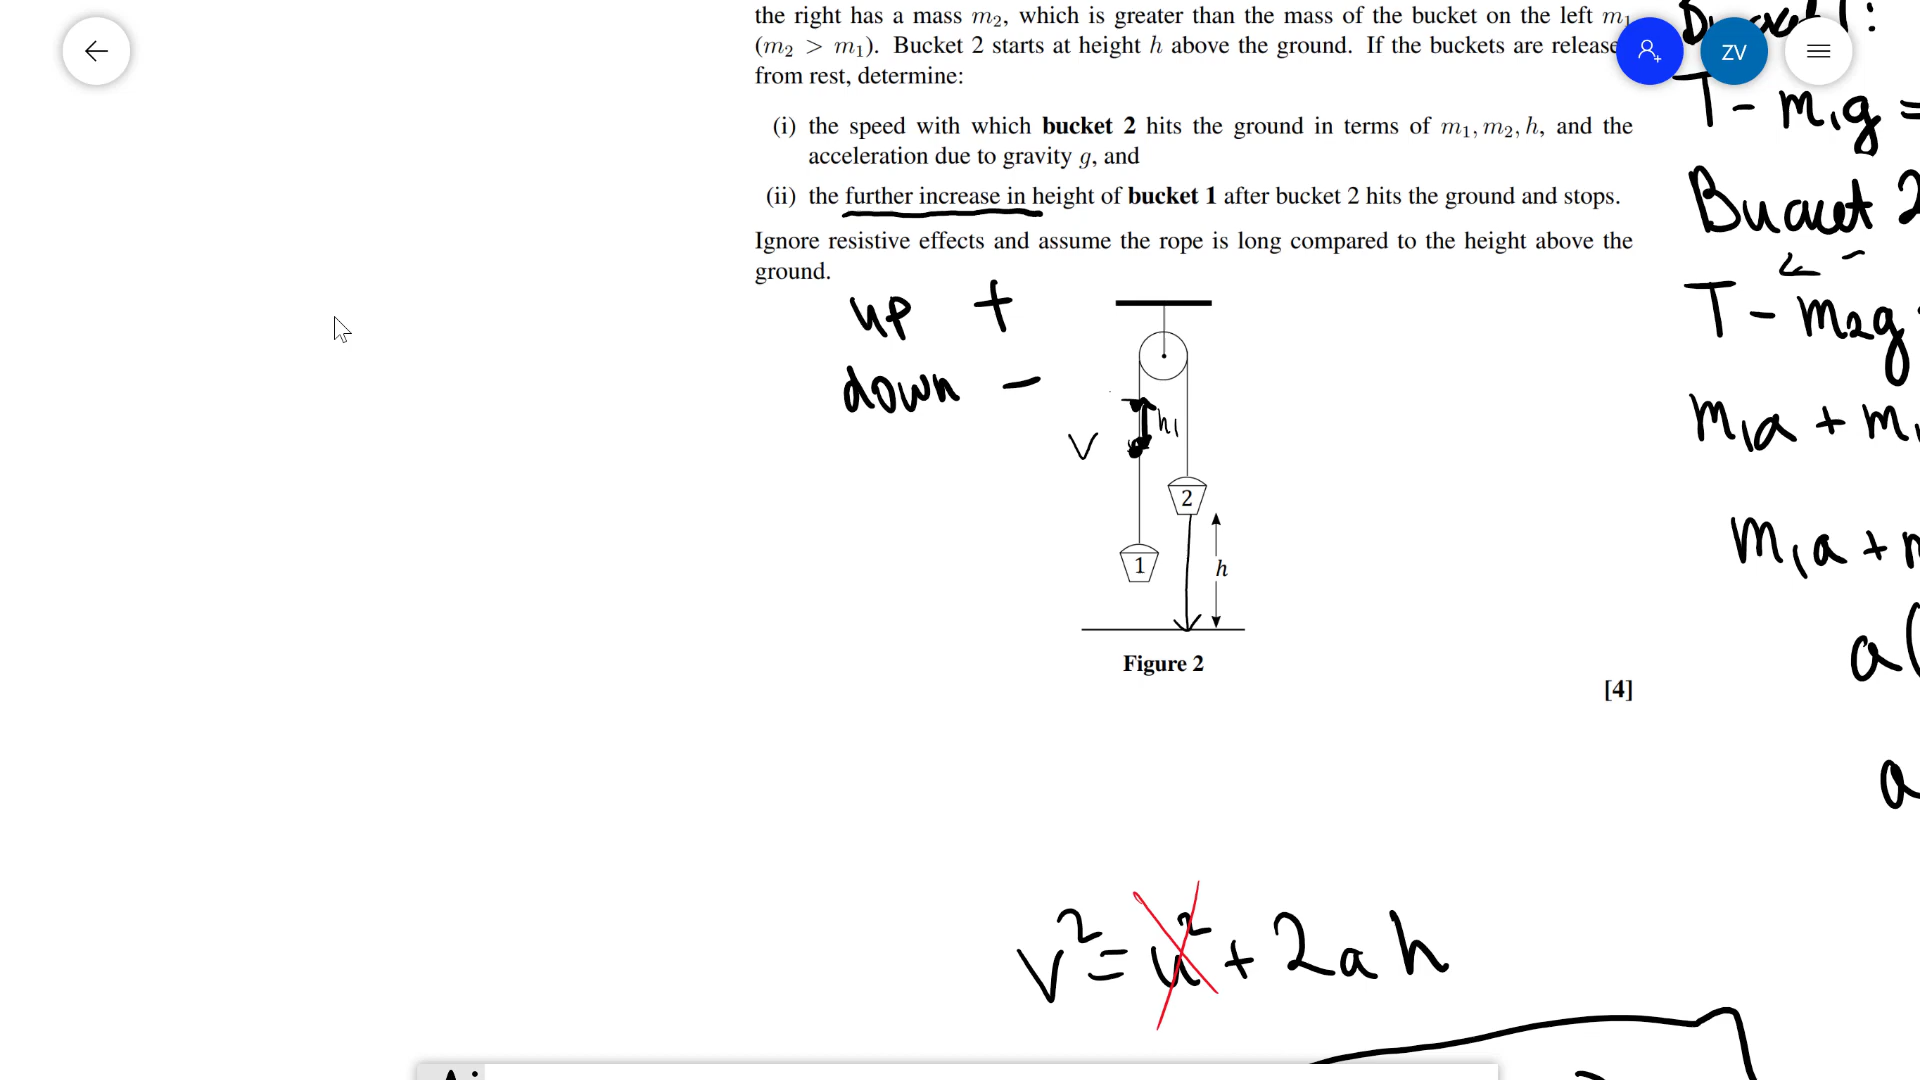 the right has a mass m₂, which is greater than the mass of the bucket on the left m₁
(m₂ > m₁). Bucket 2 starts at height h above the ground. If the buckets are release
from rest, determine:
(i) the speed with which bucket 2 hits the ground in terms of m₁, m₂, h, and the
acceleration due to gravity g, and
(ii) the further increase in height of bucket 1 after bucket 2 hits the ground and stops.
Ignore resistive effects and assume the rope is long compared to the height above the
ground.
up +
down -
V
h₁
2
1
h
Figure 2
[4]
v² = u² + 2ah
ZV
T - m₁g =
Bucket 2
T - m₂g
m₁a + m
m₁a +
a(
a